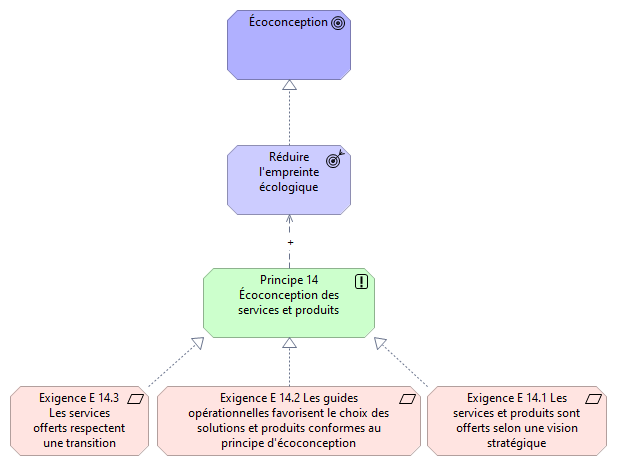 Écoconception
Réduire
l'empreinte
écologique
+
Principe 14
Écoconception des
services et produits
Exigence E 14.3
Les services
offerts respectent
une transition
Exigence E 14.2 Les guides
opérationnelles favorisent le choix des
solutions et produits conformes au
principe d'écoconception
Exigence E 14.1 Les
services et produits sont
offerts selon une vision
stratégique